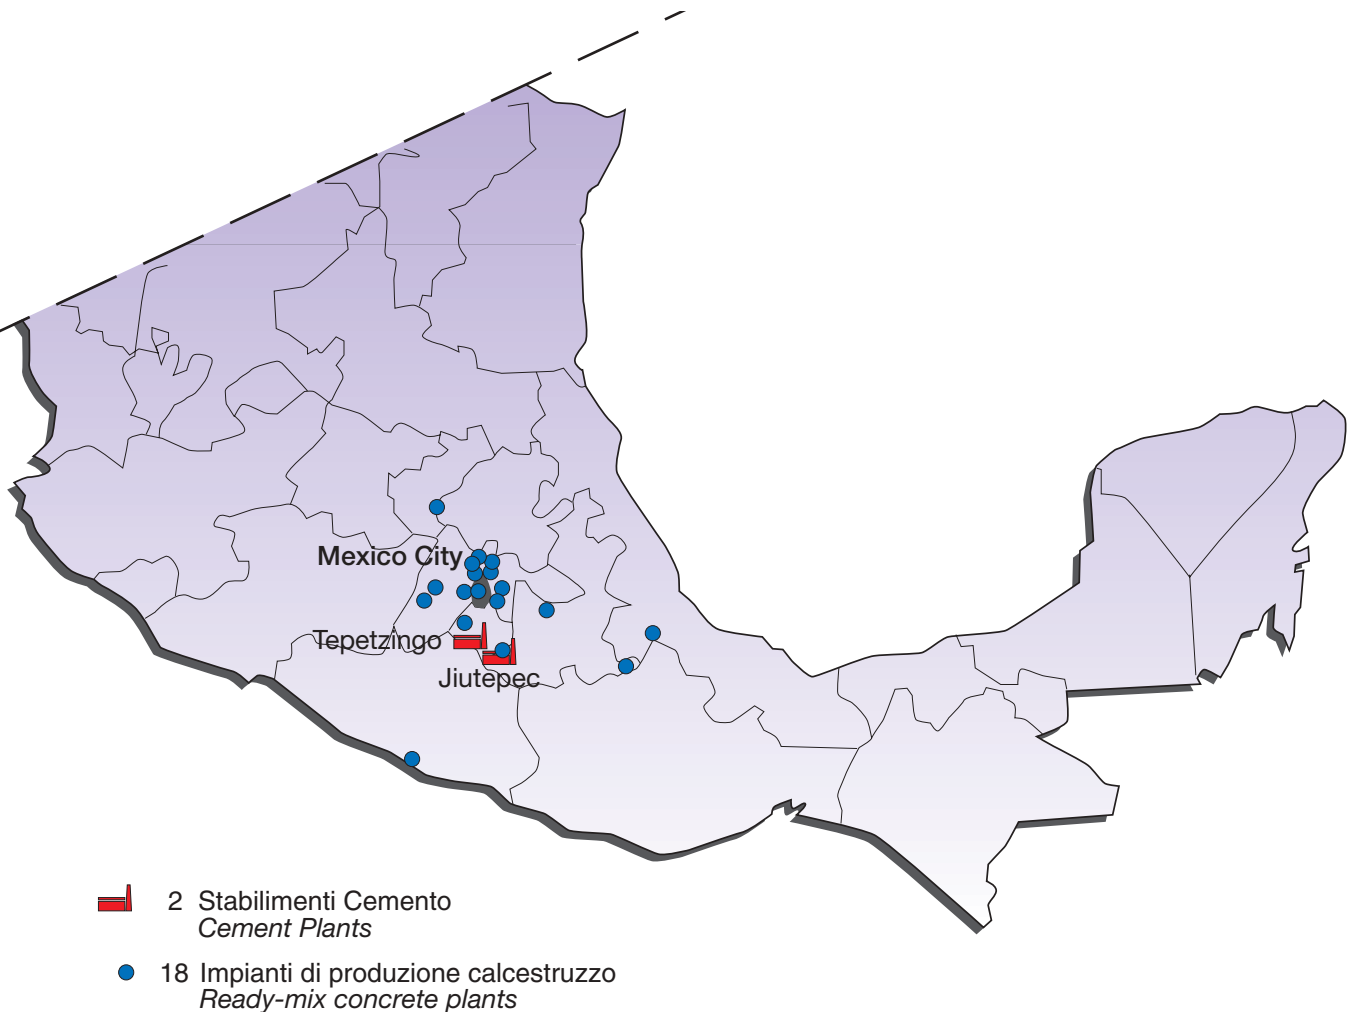 Mexico City
Tepetzingo
Jiutepec
2 Stabilimenti Cemento
Cement Plants
18 Impianti di produzione calcestruzzo
Ready-mix concrete plants